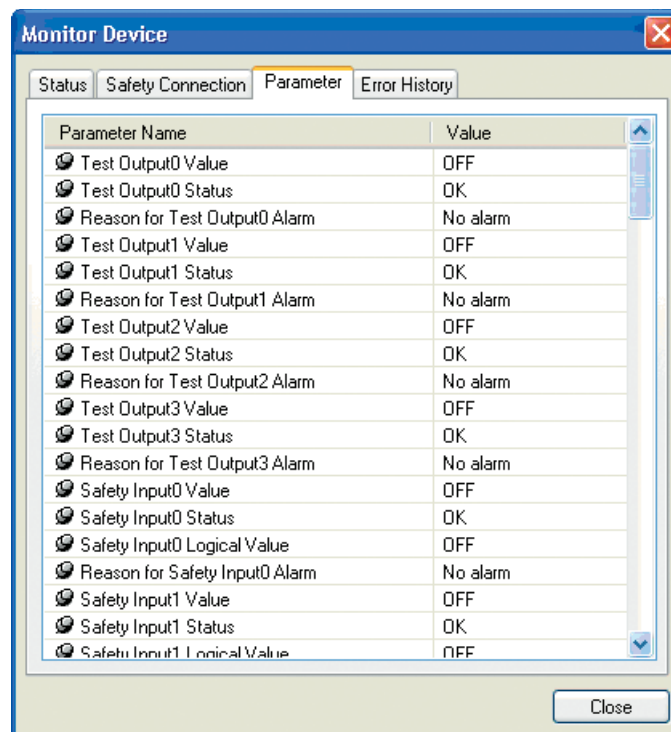 Monitor Device
Status Safety Connection Parameter Error History
Parameter Name Value
Test Output0 Value OFF
Test Output0 Status OK
Reason for Test Output0 Alarm No alarm
Test Output1 Value OFF
Test Output1 Status OK
Reason for Test Output1 Alarm No alarm
Test Output2 Value OFF
Test Output2 Status OK
Reason for Test Output2 Alarm No alarm
Test Output3 Value OFF
Test Output3 Status OK
Reason for Test Output3 Alarm No alarm
Safety Input0 Value OFF
Safety Input0 Status OK
Safety Input0 Logical Value OFF
Reason for Safety Input0 Alarm No alarm
Safety Input1 Value OFF
Safety Input1 Status OK
Safety Input1 Logical Value OFF
Close